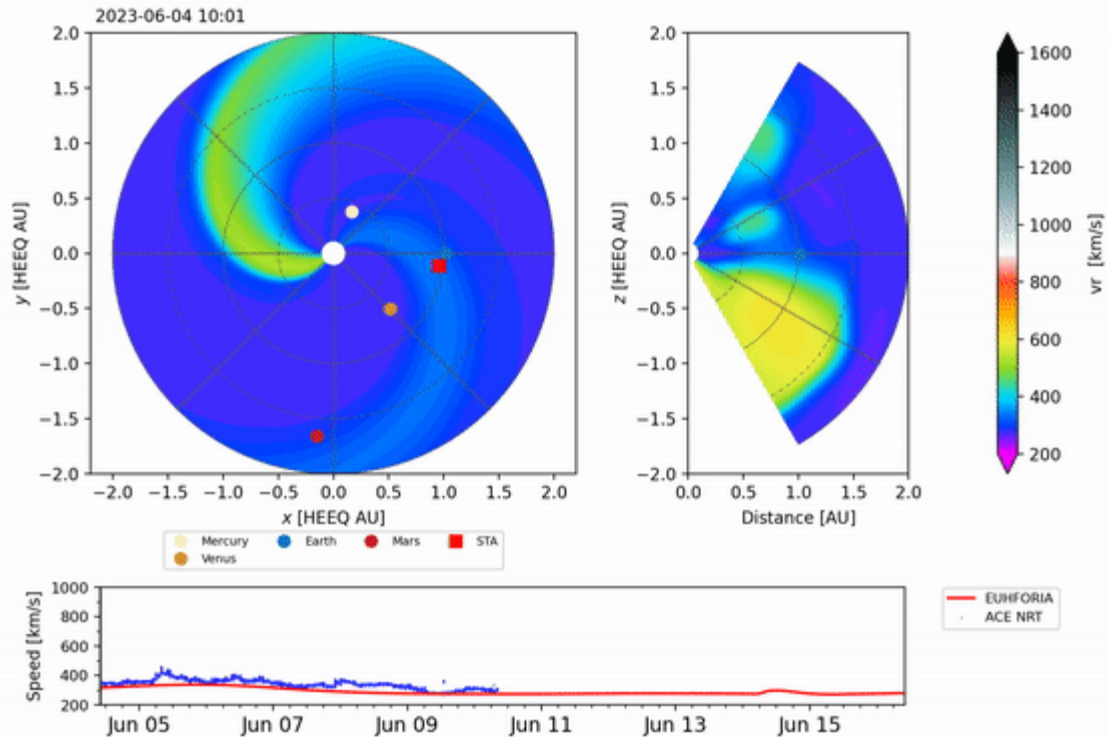 2023-06-04 10:01
2.0
1.5
1.0
0.5
0.0
−0.5
−1.0
−1.5
−2.0
y [HEEQ AU]
−2.0 −1.5 −1.0 −0.5 0.0 0.5 1.0 1.5 2.0
x [HEEQ AU]
2.0
1.5
1.0
0.5
0.0
−0.5
−1.0
−1.5
−2.0
z [HEEQ AU]
0.0 0.5 1.0 1.5 2.0
Distance [AU]
1600
1400
1200
1000
800
600
400
200
vr [km/s]
Mercury Earth Mars STA
Venus
1000
800
600
400
200
Speed [km/s]
Jun 05 Jun 07 Jun 09 Jun 11 Jun 13 Jun 15
EUHFORIA
ACE NRT